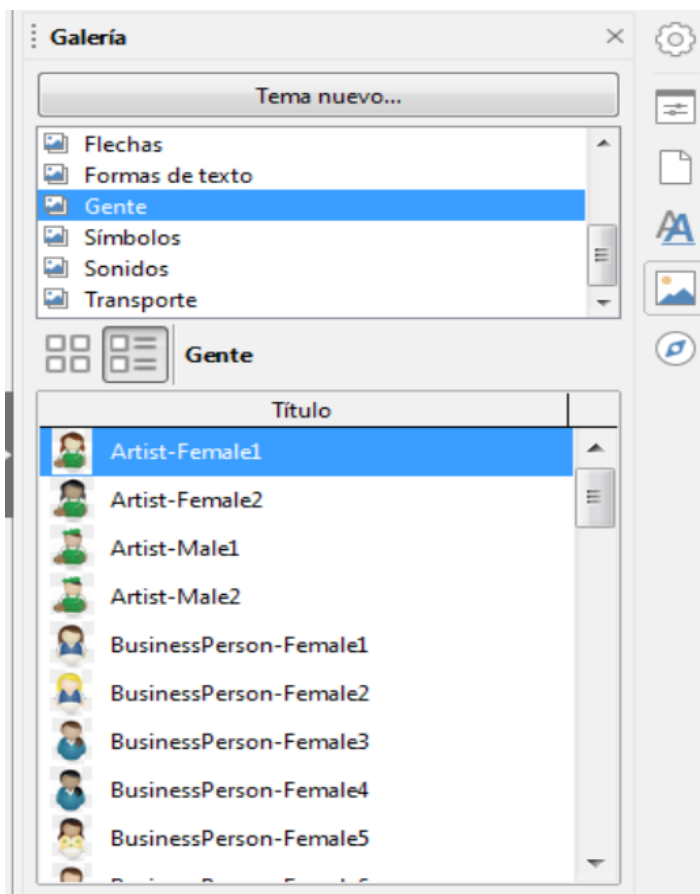 Galería
Tema nuevo...
Flechas
Formas de texto
Gente
Símbolos
Sonidos
Transporte
Gente
Título
Artist-Female1
Artist-Female2
Artist-Male1
Artist-Male2
BusinessPerson-Female1
BusinessPerson-Female2
BusinessPerson-Female3
BusinessPerson-Female4
BusinessPerson-Female5